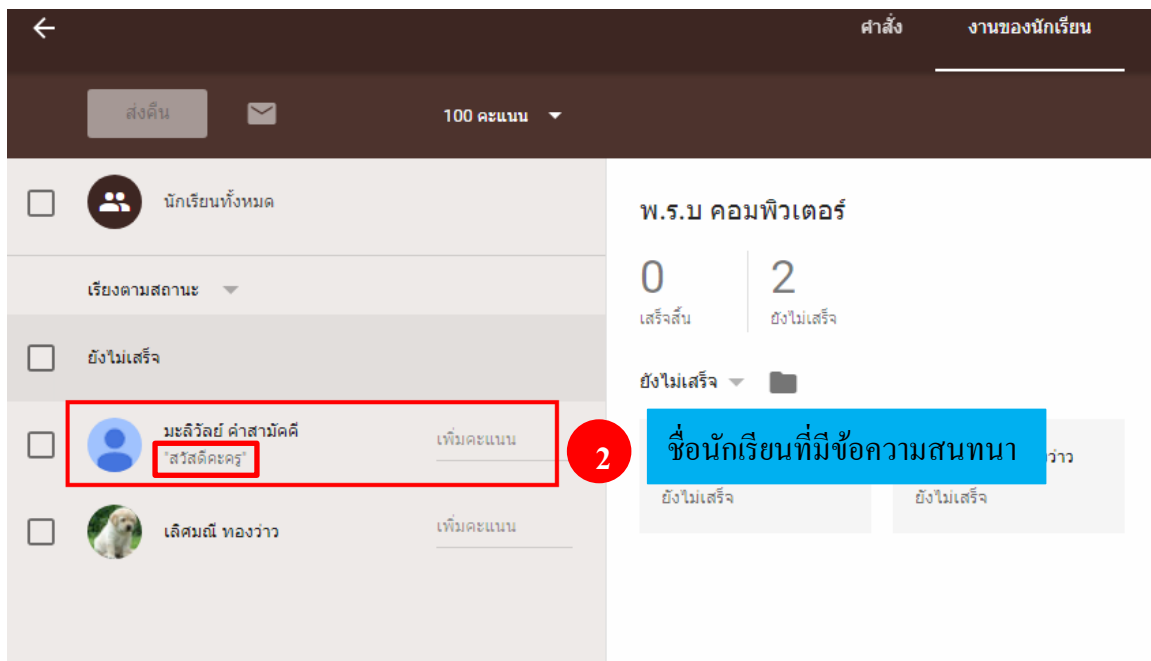 คำสั่ง งานของนักเรียน
ส่งคืน 100 คะแนน
นักเรียนทั้งหมด
เรียงตามสถานะ
ยังไม่เสร็จ
มะลิวัลย์ คำสามัคคี
"สวัสดีคะครู"
เพิ่มคะแนน
เลิศมณี ทองว่าว
เพิ่มคะแนน
พ.ร.บ คอมพิวเตอร์
0 2
เสร็จสิ้น ยังไม่เสร็จ
ยังไม่เสร็จ
2 ชื่อนักเรียนที่มีข้อความสนทนา
ว่าว
ยังไม่เสร็จ ยังไม่เสร็จ